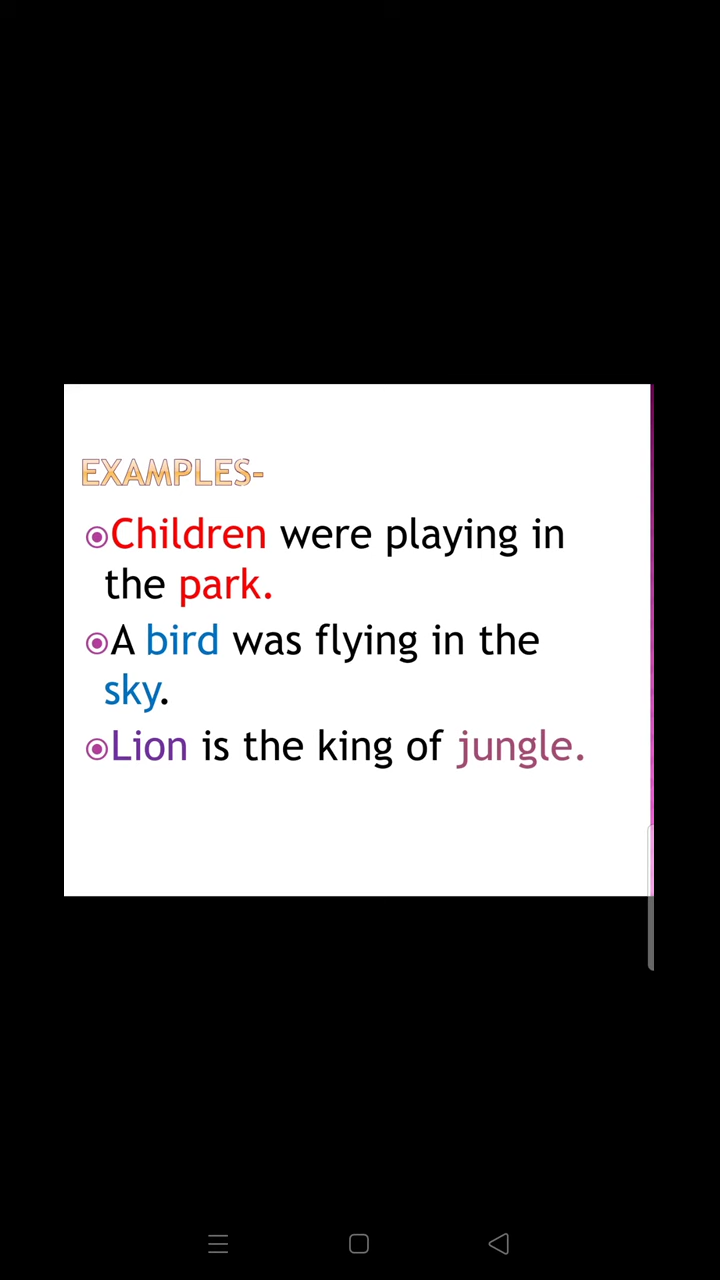 EXAMPLES-
Children were playing in
the park.
A bird was flying in the
sky.
Lion is the king of jungle.